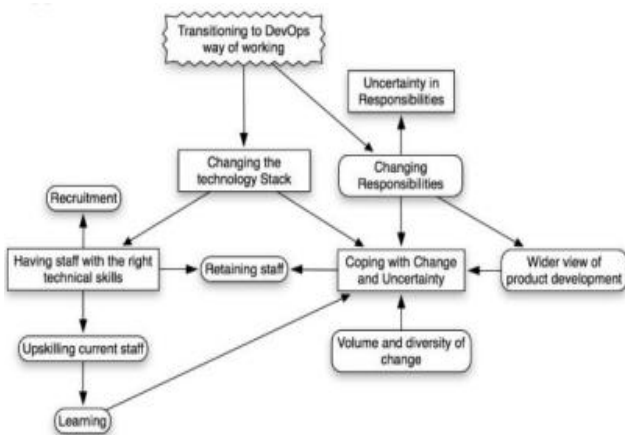 Transitioning to DevOps
way of working
Uncertainty in
Responsibilities
Changing the
technology Stack
Changing
Responsibilities
Recruitment
Having staff with the right
technical skills
Retaining staff
Coping with Change
and Uncertainty
Wider view of
product development
Upskilling current staff
Volume and diversity of
change
Learning